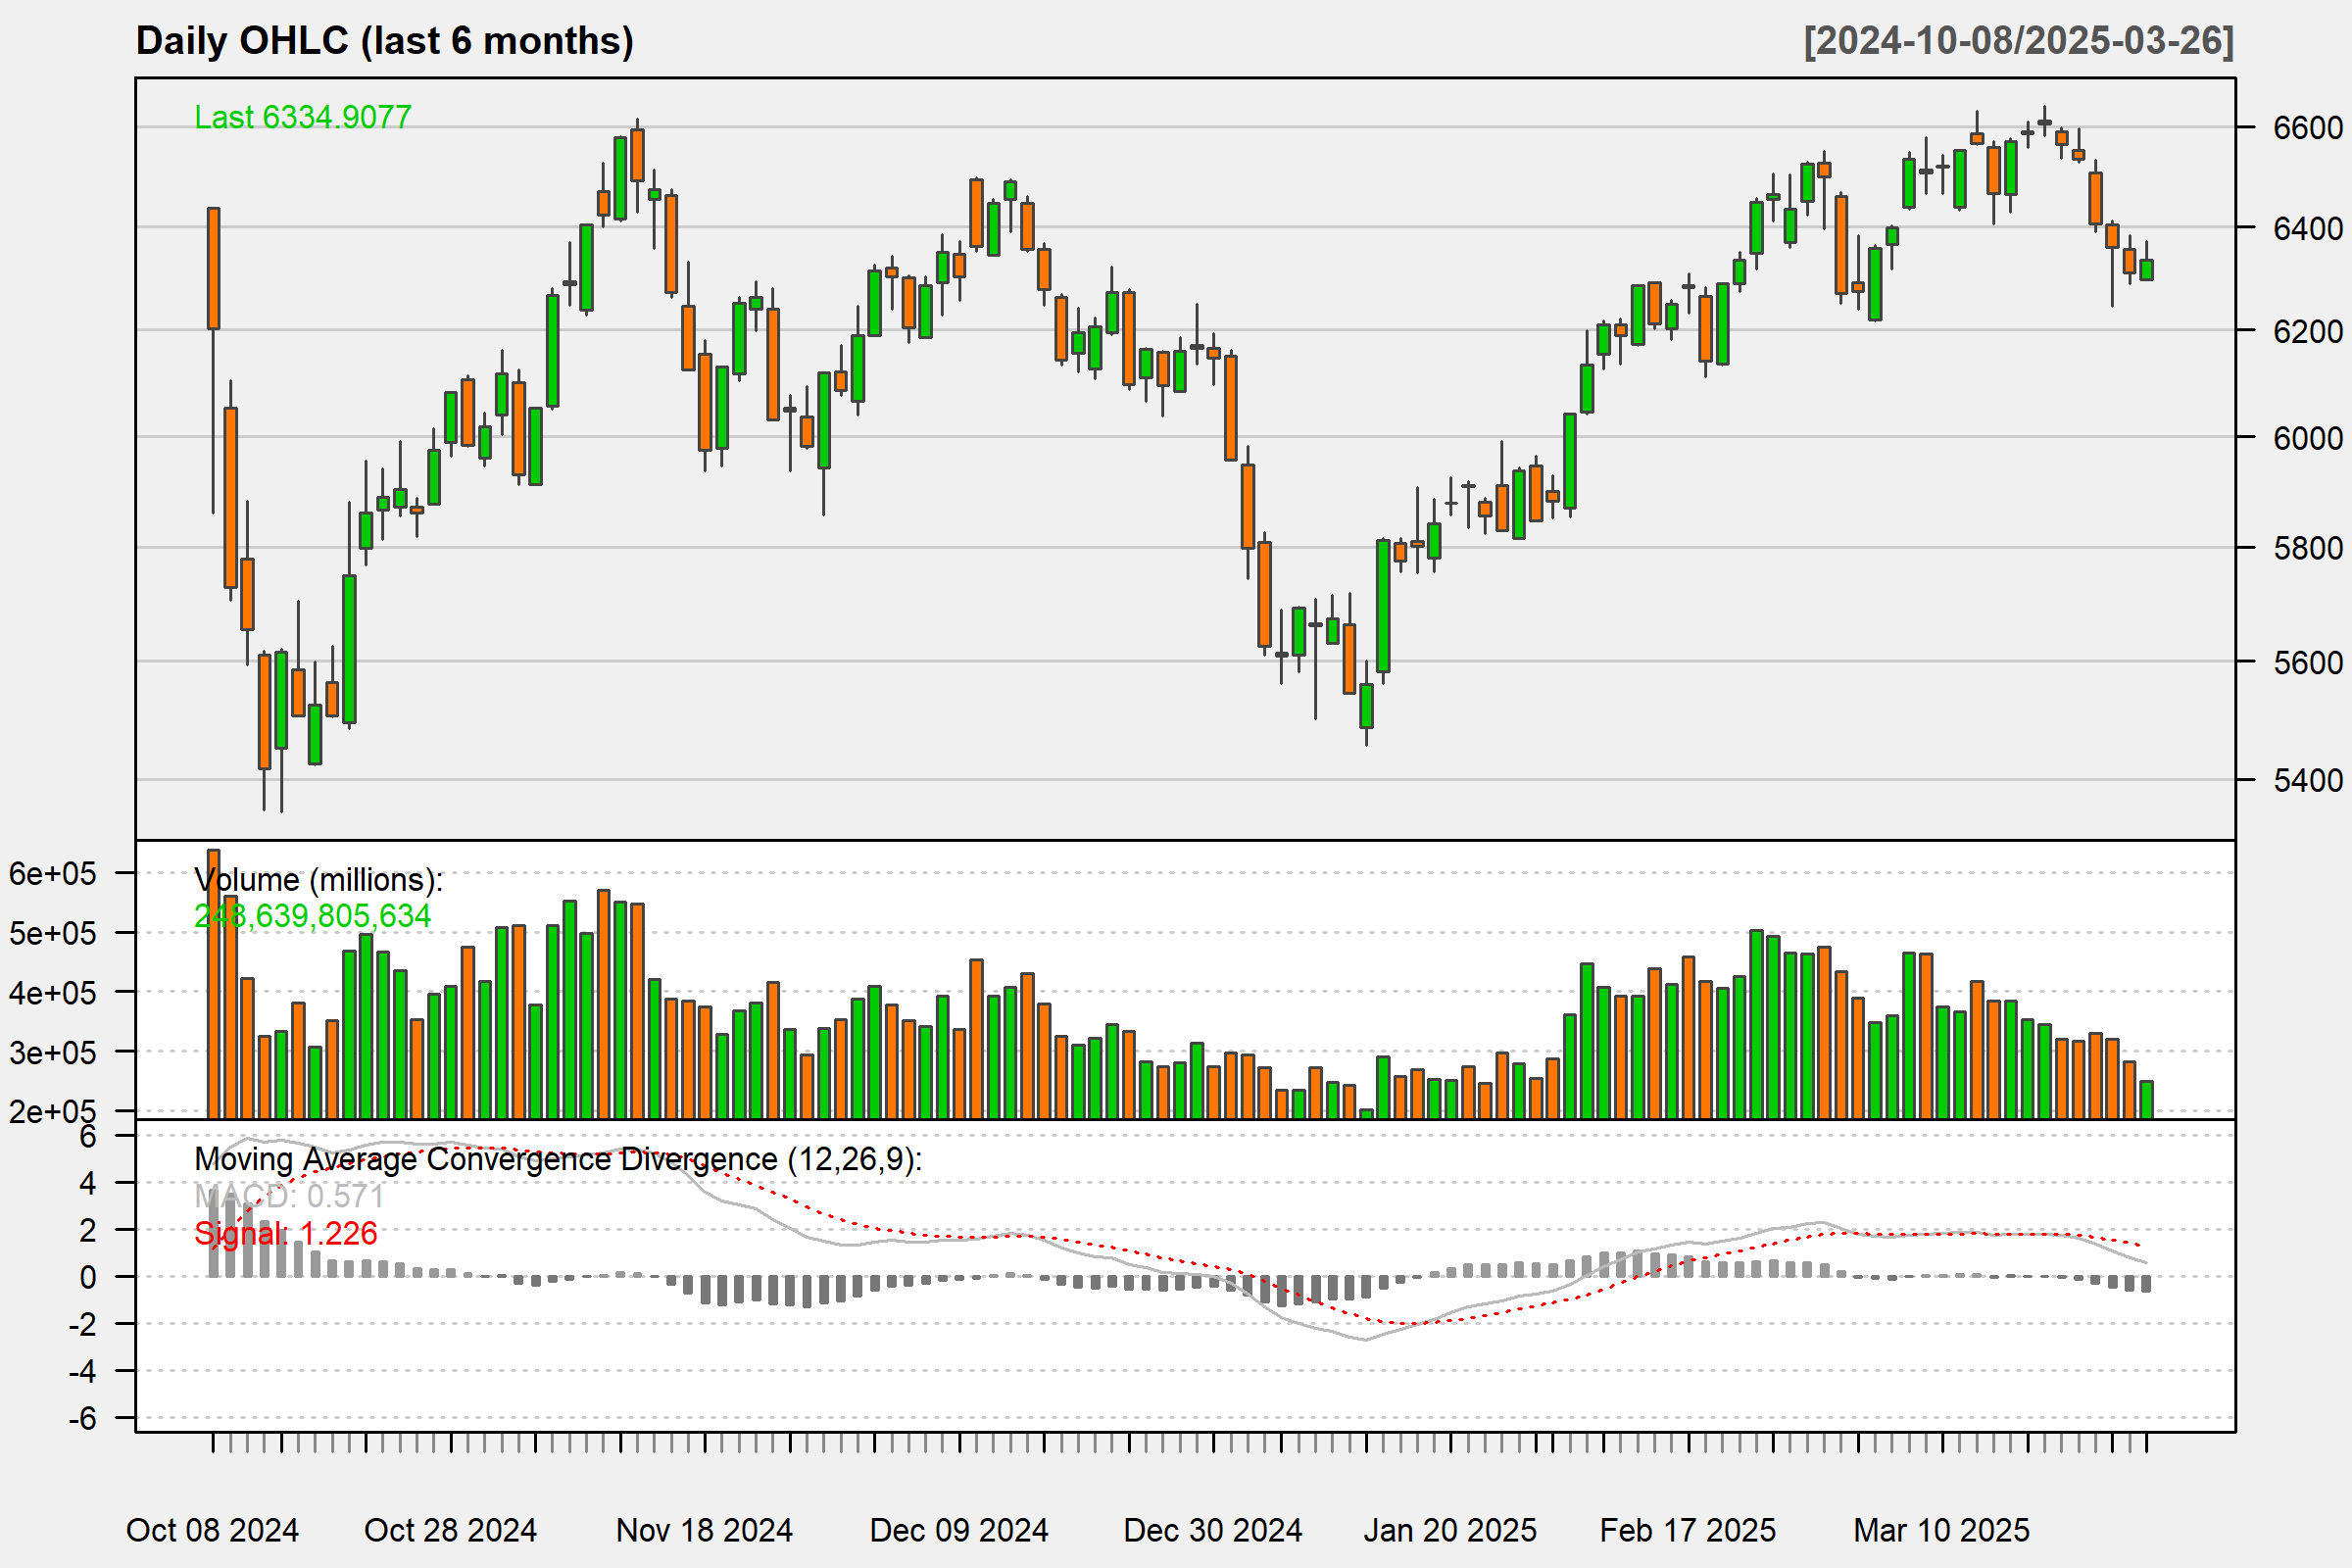 Daily OHLC (last 6 months)
[2024-10-08/2025-03-26]
Last 6334.9077
6600
6400
6200
6000
5800
5600
5400
Volume (millions):
248,639,805,634
6e+05
5e+05
4e+05
3e+05
2e+05
Moving Average Convergence Divergence (12,26,9):
MACD: 0.571
Signal: 1.226
6
4
2
0
-2
-4
-6
Oct 08 2024
Oct 28 2024
Nov 18 2024
Dec 09 2024
Dec 30 2024
Jan 20 2025
Feb 17 2025
Mar 10 2025